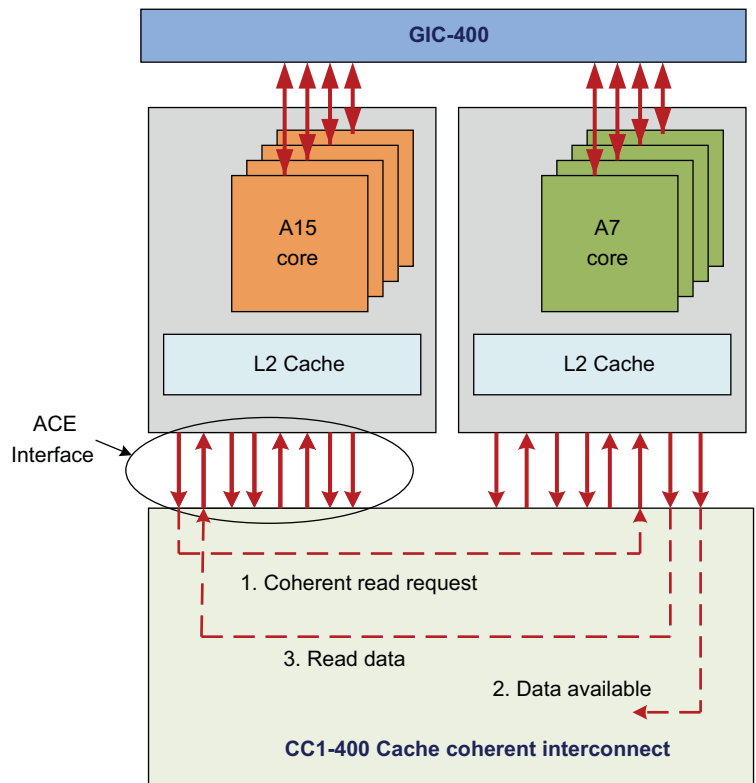 GIC-400
A15
core
A7
core
L2 Cache
L2 Cache
ACE
Interface
1. Coherent read request
3. Read data
2. Data available
CC1-400 Cache coherent interconnect